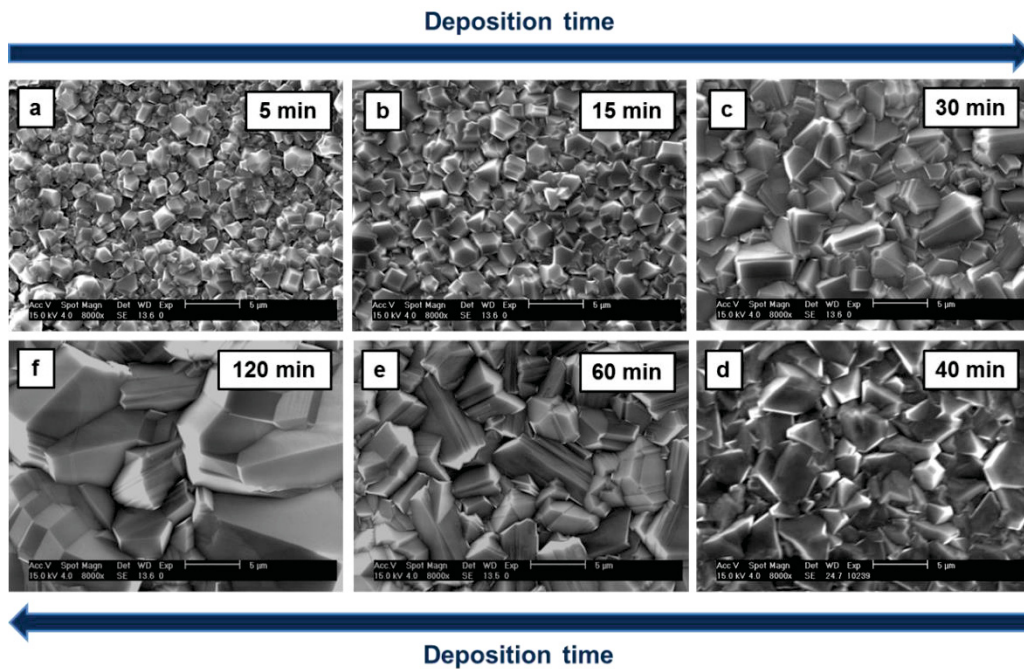 Deposition time
a
5 min
Acc.V Spot Magn Det WD Exp 5 µm
15.0 kV 4.0 8000x SE 13.6 0
b
15 min
Acc.V Spot Magn Det WD Exp 5 µm
15.0 kV 4.0 8000x SE 13.6 0
c
30 min
Acc.V Spot Magn Det WD Exp 5 µm
15.0 kV 4.0 8000x SE 13.6 0
f
120 min
Acc.V Spot Magn Det WD Exp 5 µm
15.0 kV 4.0 8000x SE 13.6 0
e
60 min
Acc.V Spot Magn Det WD Exp 5 µm
15.0 kV 4.0 8000x SE 13.5 0
d
40 min
Acc.V Spot Magn Det WD Exp 5 µm
15.0 kV 4.0 8000x SE 24.7 10239
Deposition time